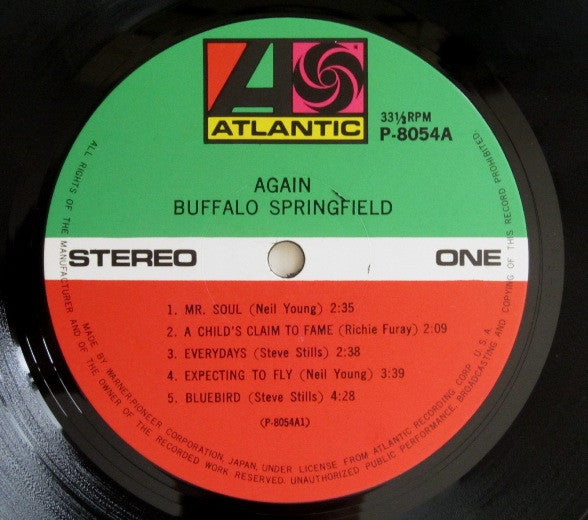 ATLANTIC
33⅓RPM
P-8054A
AGAIN
BUFFALO SPRINGFIELD
STEREO
ONE
1. MR. SOUL (Neil Young) 2:35
2. A CHILD'S CLAIM TO FAME (Richie Furay) 2:09
3. EVERYDAYS (Steve Stills) 2:38
4. EXPECTING TO FLY (Neil Young) 3:39
5. BLUEBIRD (Steve Stills) 4:28
(P-8054A1)
MADE BY WARNER-PIONEER CORPORATION, JAPAN, UNDER LICENSE FROM ATLANTIC RECORDING CORP. U.S.A.
ALL RIGHTS OF THE MANUFACTURER AND OF THE OWNER OF THE RECORDED WORK RESERVED. UNAUTHORIZED PUBLIC PERFORMANCE, BROADCASTING AND COPYING OF THIS RECORD PROHIBITED.